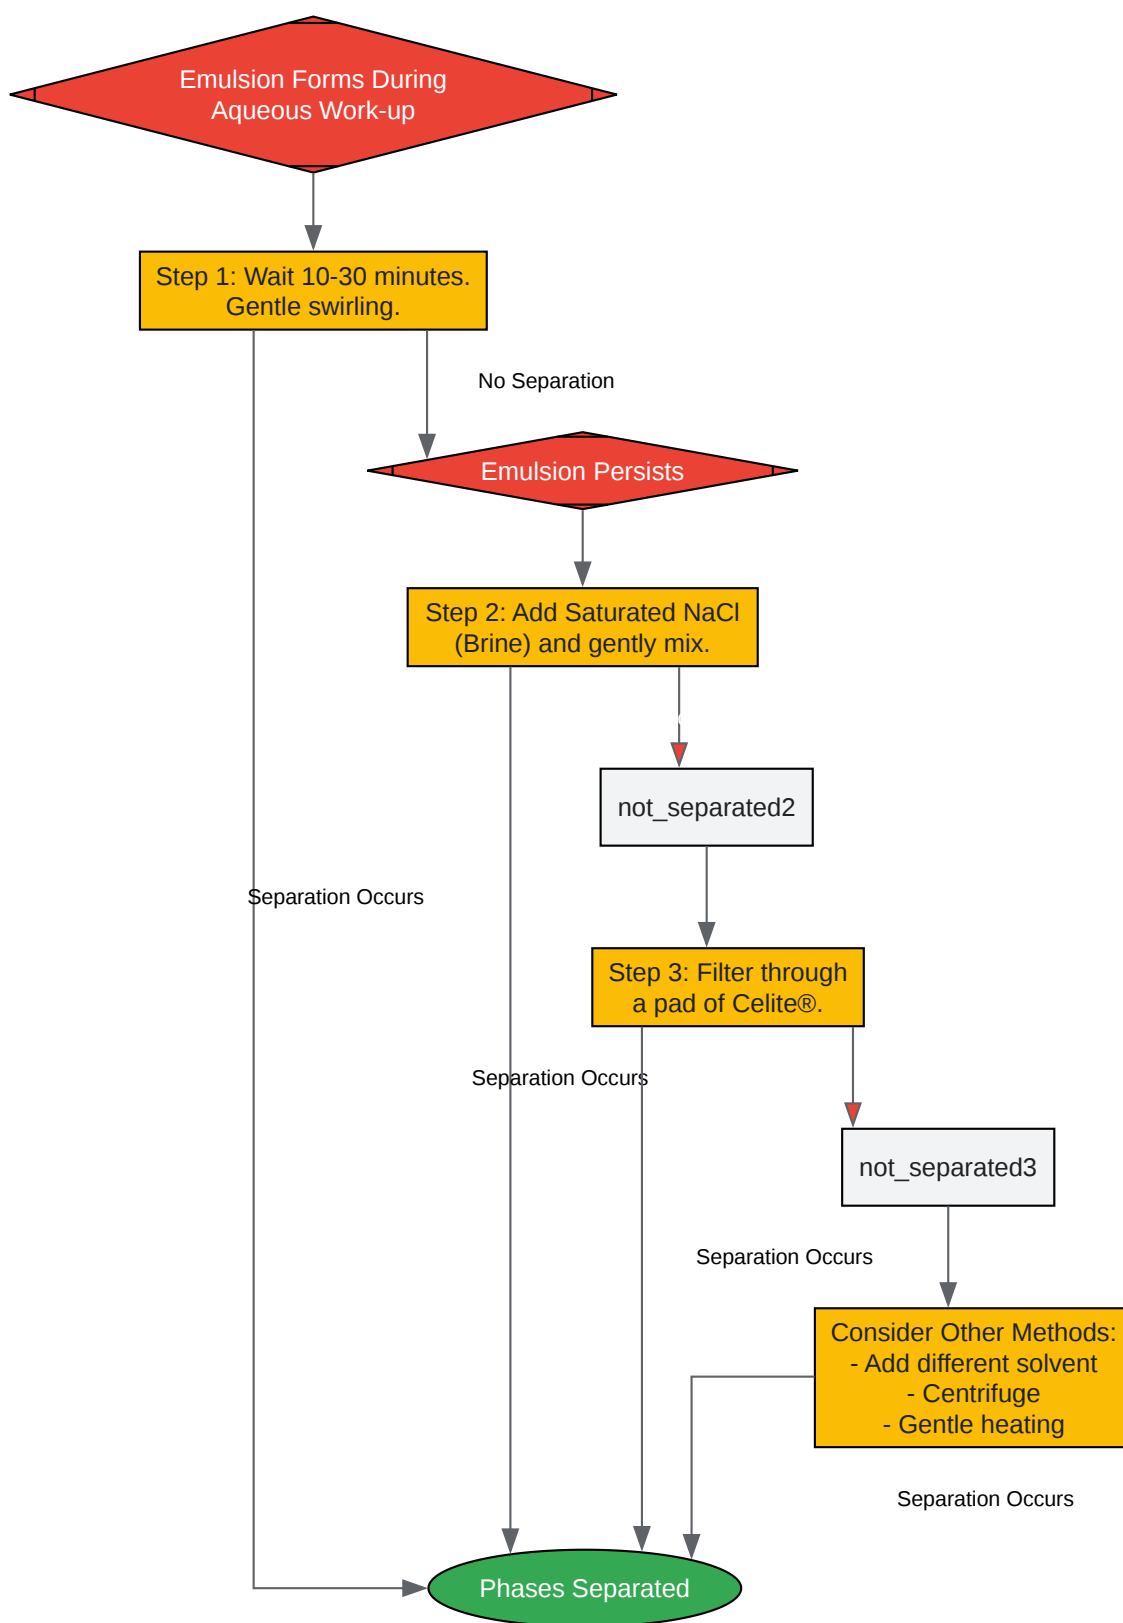 Emulsion Forms During
Aqueous Work-up
Step 1: Wait 10-30 minutes.
Gentle swirling.
No Separation
Emulsion Persists
Step 2: Add Saturated NaCl
(Brine) and gently mix.
not_separated2
Separation Occurs
Step 3: Filter through
a pad of Celite®.
Separation Occurs
not_separated3
Separation Occurs
Consider Other Methods:
- Add different solvent
- Centrifuge
- Gentle heating
Separation Occurs
Phases Separated